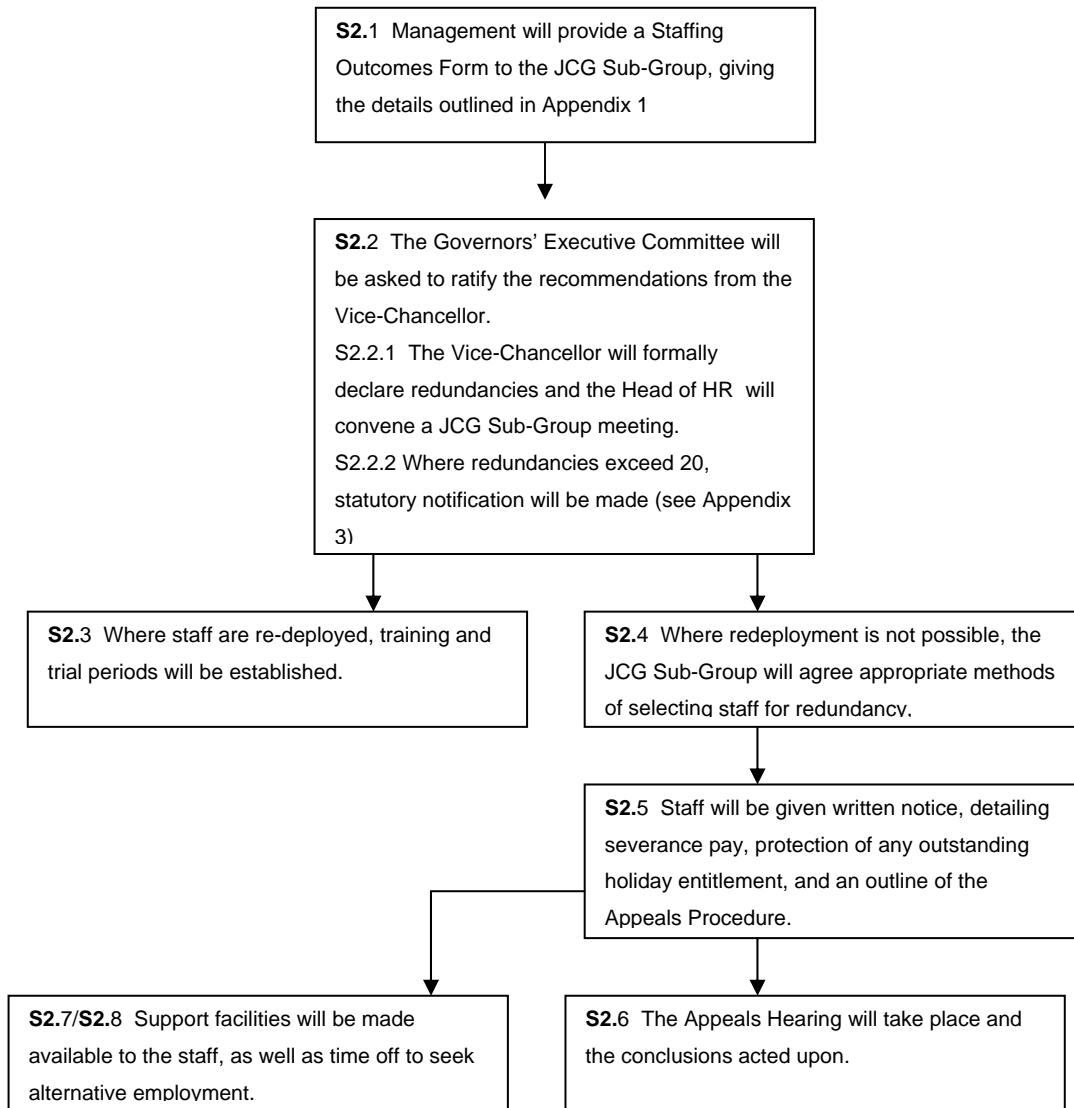 S2.1 Management will provide a Staffing
Outcomes Form to the JCG Sub-Group, giving
the details outlined in Appendix 1
S2.2 The Governors’ Executive Committee will
be asked to ratify the recommendations from the
Vice-Chancellor.
S2.2.1 The Vice-Chancellor will formally
declare redundancies and the Head of HR will
convene a JCG Sub-Group meeting.
S2.2.2 Where redundancies exceed 20,
statutory notification will be made (see Appendix
3)
S2.3 Where staff are re-deployed, training and
trial periods will be established.
S2.4 Where redeployment is not possible, the
JCG Sub-Group will agree appropriate methods
of selecting staff for redundancy.
S2.5 Staff will be given written notice, detailing
severance pay, protection of any outstanding
holiday entitlement, and an outline of the
Appeals Procedure.
S2.7/S2.8 Support facilities will be made
available to the staff, as well as time off to seek
alternative employment.
S2.6 The Appeals Hearing will take place and
the conclusions acted upon.